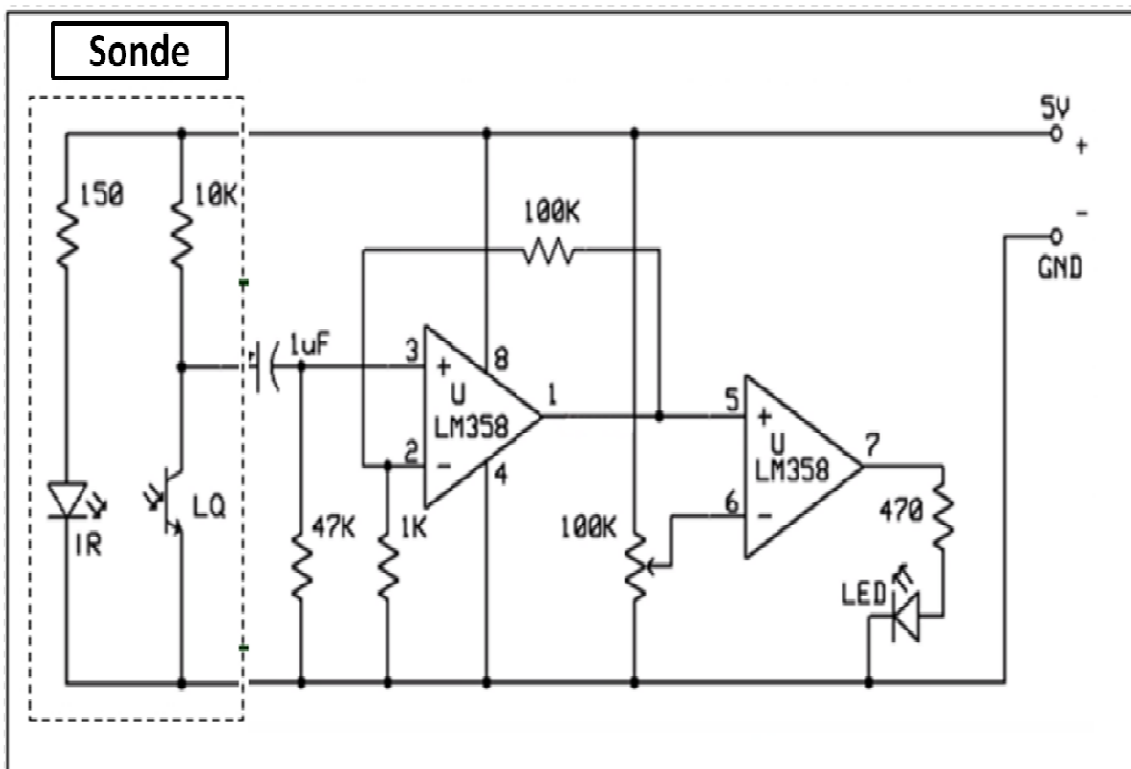 Sonde
5V
+
150
10K
100K
-
GND
1uF
3
+
8
U
LM358
1
2
-
4
5
+
U
LM358
7
6
-
IR
LQ
47K
1K
100K
470
LED